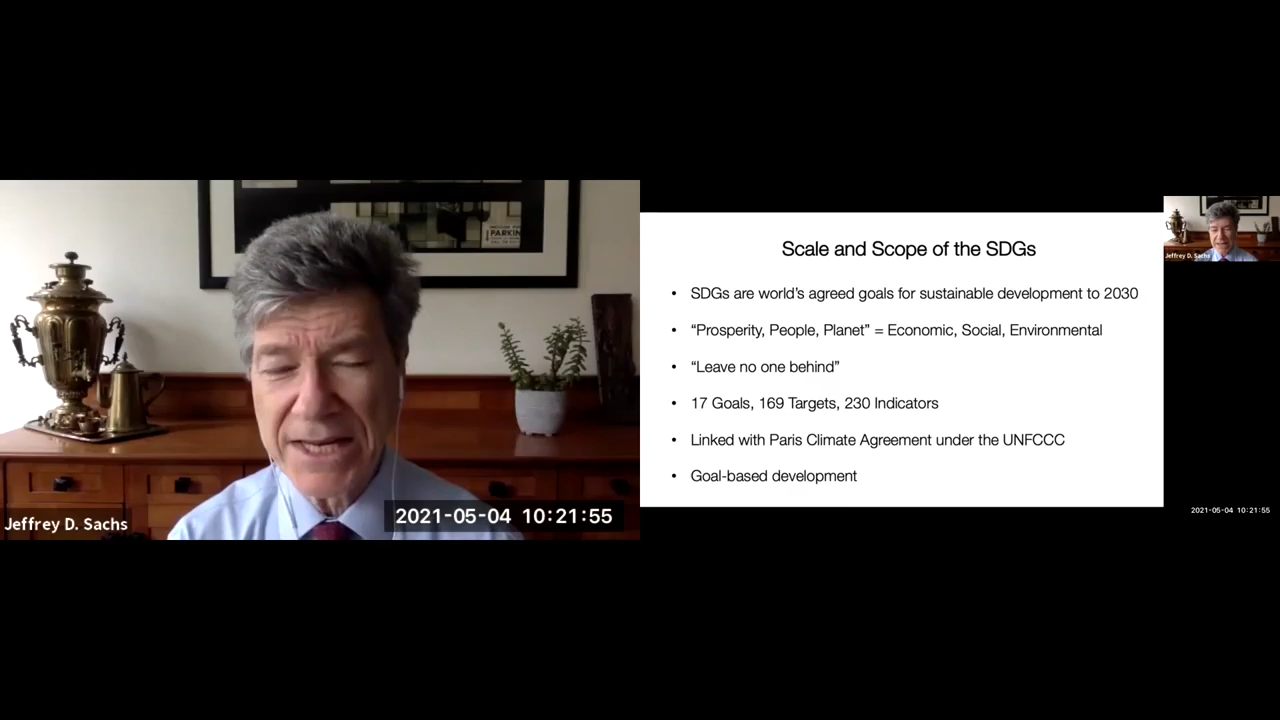 PARKIN
Jeffrey D. Sachs
2021-05-04 10:21:55
Scale and Scope of the SDGs
• SDGs are world’s agreed goals for sustainable development to 2030
• “Prosperity, People, Planet” = Economic, Social, Environmental
• “Leave no one behind”
• 17 Goals, 169 Targets, 230 Indicators
• Linked with Paris Climate Agreement under the UNFCCC
• Goal-based development
Jeffrey D. Sachs
2021-05-04 10:21:55